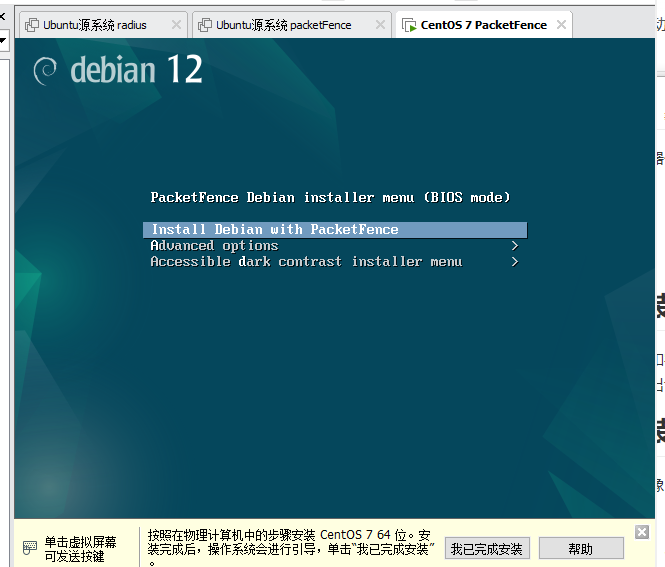 Ubuntu源系统 radius
Ubuntu源系统 packetFence
CentOS 7 PacketFence
debian 12
PacketFence Debian installer menu (BIOS mode)
Install Debian with PacketFence
Advanced options >
Accessible dark contrast installer menu >
单击虚拟屏幕
可发送按键
按照在物理计算机中的步骤安装 CentOS 7 64 位。安
装完成后，操作系统会进行引导，单击“我已完成安装”
。
我已完成安装
帮助